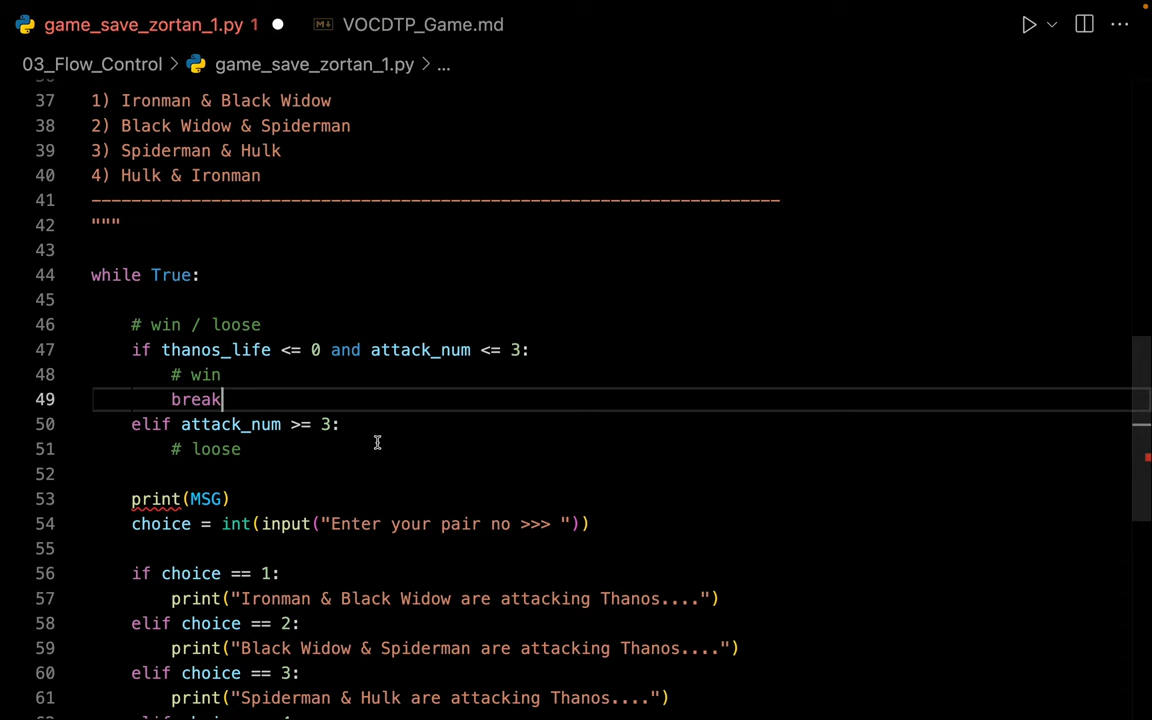 game_save_zortan_1.py 1 VOCDTP_Game.md
03_Flow_Control > game_save_zortan_1.py > ...
37 1) Ironman & Black Widow
38 2) Black Widow & Spiderman
39 3) Spiderman & Hulk
40 4) Hulk & Ironman
41 ---------------------------------------------------------------------
42 """
43
44 while True:
45
46 # win / loose
47 if thanos_life <= 0 and attack_num <= 3:
48 # win
49 break
50 elif attack_num >= 3:
51 # loose
52
53 print(MSG)
54 choice = int(input("Enter your pair no >>> "))
55
56 if choice == 1:
57 print("Ironman & Black Widow are attacking Thanos....")
58 elif choice == 2:
59 print("Black Widow & Spiderman are attacking Thanos....")
60 elif choice == 3:
61 print("Spiderman & Hulk are attacking Thanos....")